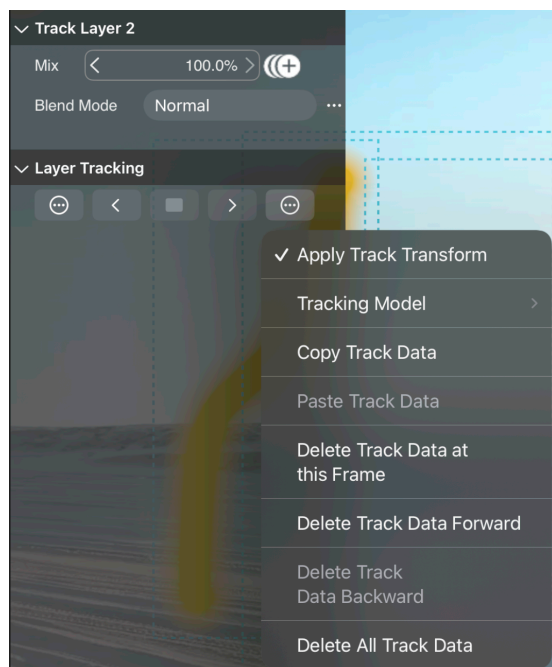 Track Layer 2
Mix
100.0%
Blend Mode
Normal
Layer Tracking
Apply Track Transform
Tracking Model
Copy Track Data
Paste Track Data
Delete Track Data at
this Frame
Delete Track Data Forward
Delete Track
Data Backward
Delete All Track Data